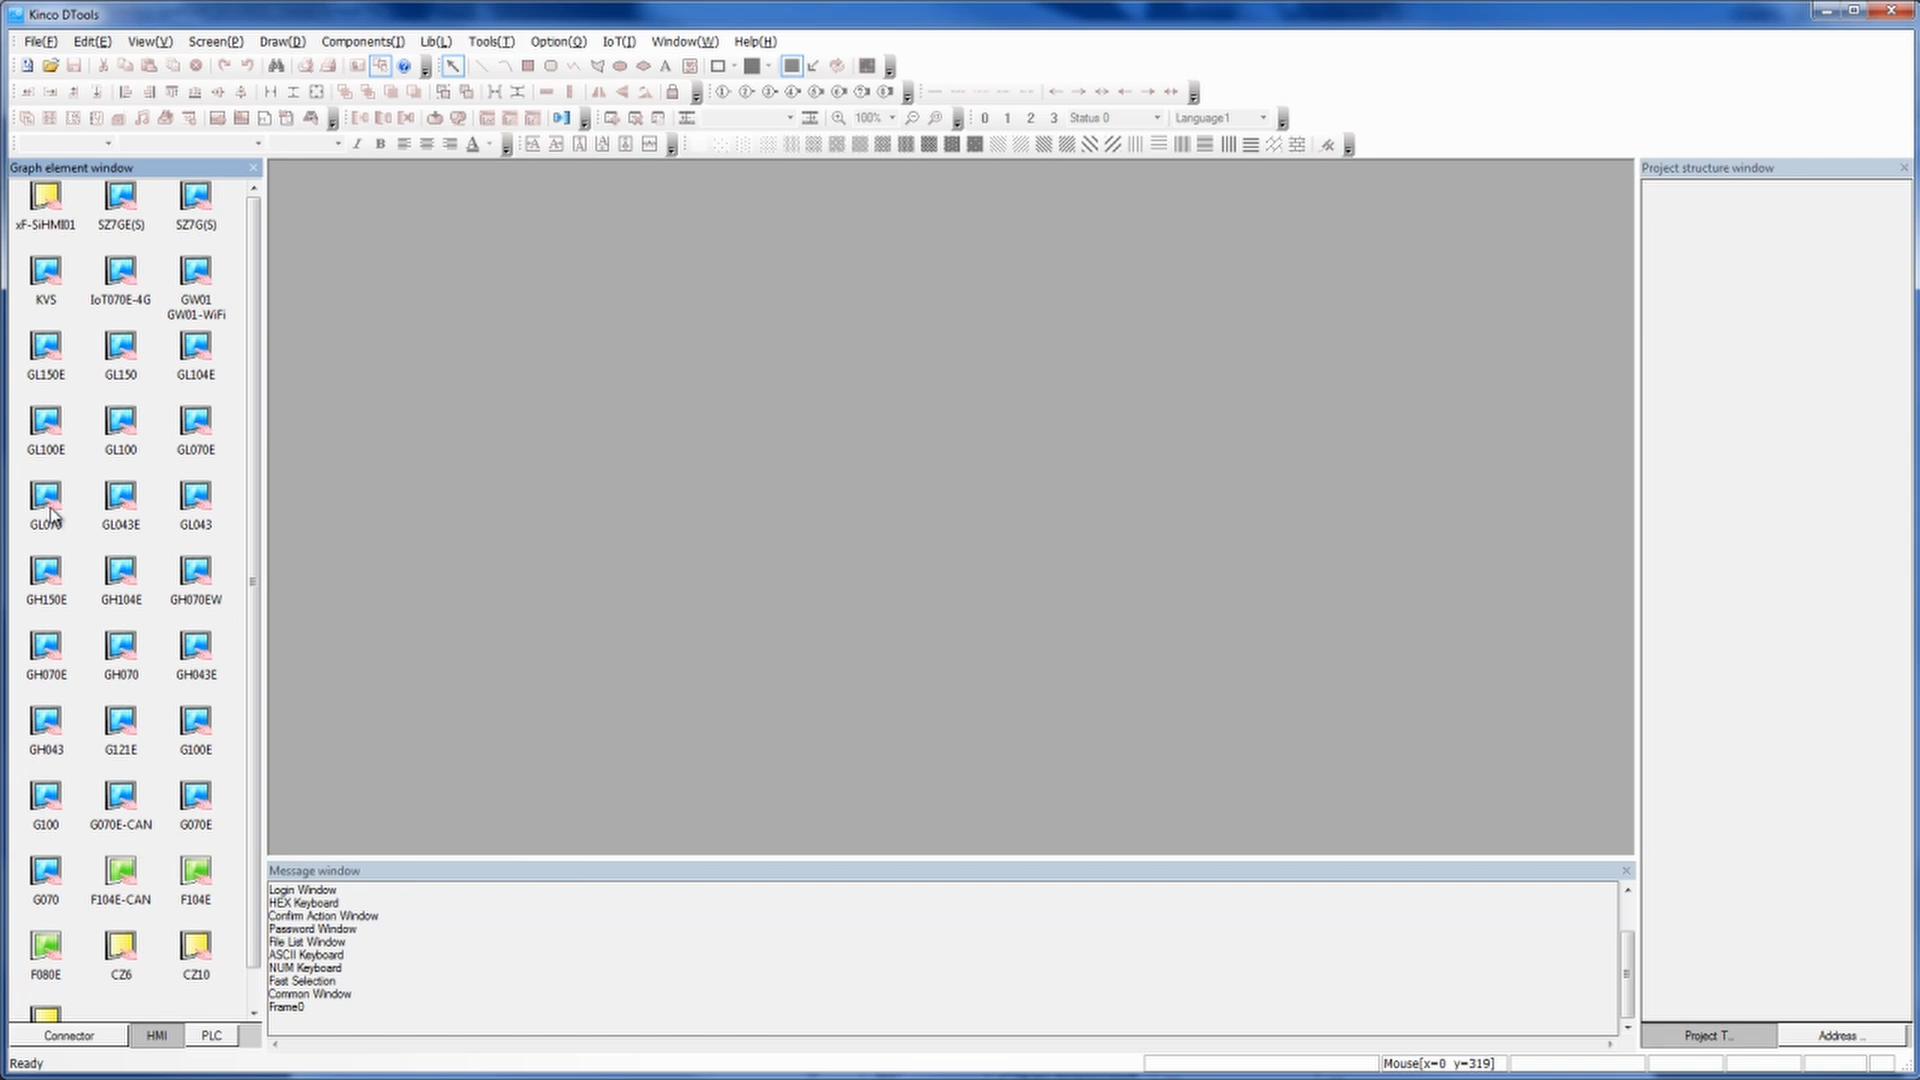 Kinco DTools
File(F) Edit(E) View(V) Screen(P) Draw(D) Components(I) Lib(L) Tools(T) Option(O) IoT(I) Window(W) Help(H)
100% 0 1 2 3 Status 0 Language1
Graph element window
xF-SiHMI01 SZ7GE(S) SZ7G(S)
KVS IoT070E-4G GW01
GW01-WiFi
GL150E GL150 GL104E
GL100E GL100 GL070E
GL070 GL043E GL043
GH150E GH104E GH070EW
GH070E GH070 GH043E
GH043 G121E G100E
G100 G070E-CAN G070E
G070 F104E-CAN F104E
F080E CZ6 CZ10
Connector HMI PLC
Project structure window
Message window
Login Window
HEX Keyboard
Confirm Action Window
Password Window
File List Window
ASCII Keyboard
NUM Keyboard
Fast Selection
Common Window
Frame0
Project T... Address ...
Ready Mouse[x=0 y=319]